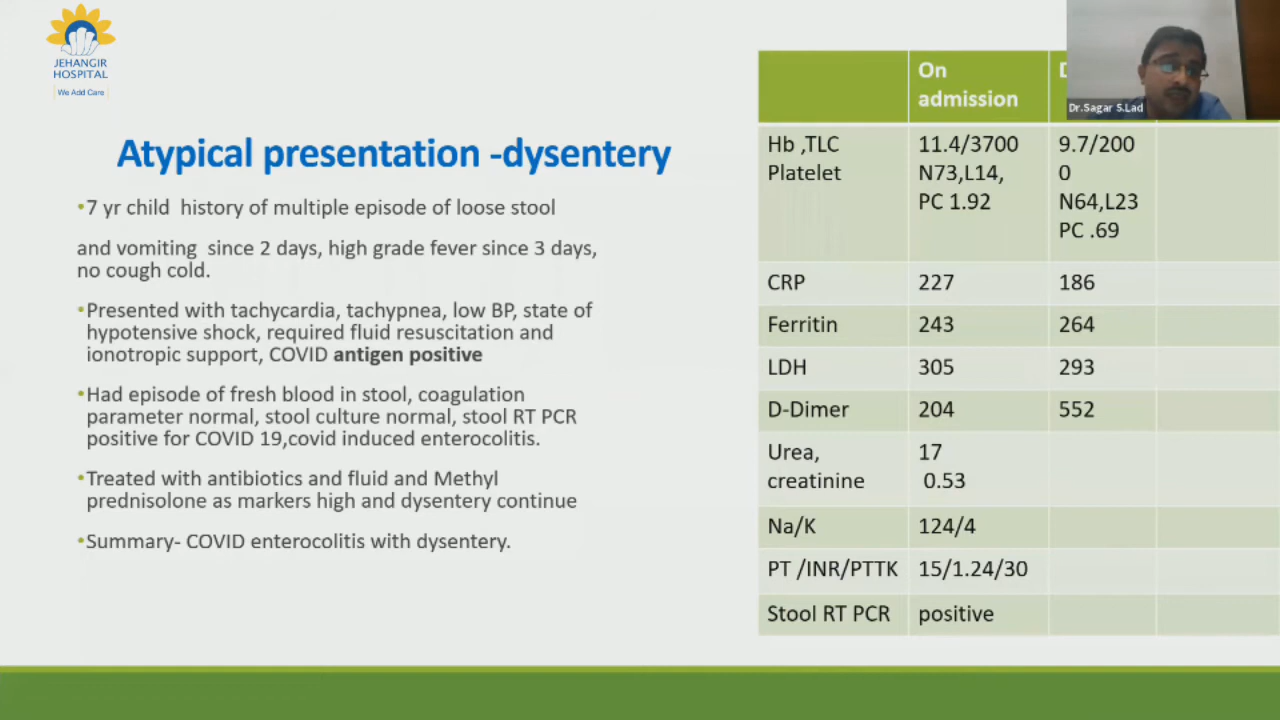 JEHANGIR
HOSPITAL
We Add Care
Dr.Sagar S.Lad
Atypical presentation -dysentery
•7 yr child history of multiple episode of loose stool
and vomiting since 2 days, high grade fever since 3 days,
no cough cold.
•Presented with tachycardia, tachypnea, low BP, state of
hypotensive shock, required fluid resuscitation and
ionotropic support, COVID antigen positive
•Had episode of fresh blood in stool, coagulation
parameter normal, stool culture normal, stool RT PCR
positive for COVID 19,covid induced enterocolitis.
•Treated with antibiotics and fluid and Methyl
prednisolone as markers high and dysentery continue
•Summary- COVID enterocolitis with dysentery.
On
admission
Hb ,TLC 11.4/3700 9.7/200
Platelet N73,L14, 0
PC 1.92 N64,L23
PC .69
CRP 227 186
Ferritin 243 264
LDH 305 293
D-Dimer 204 552
Urea, 17
creatinine 0.53
Na/K 124/4
PT /INR/PTTK 15/1.24/30
Stool RT PCR positive